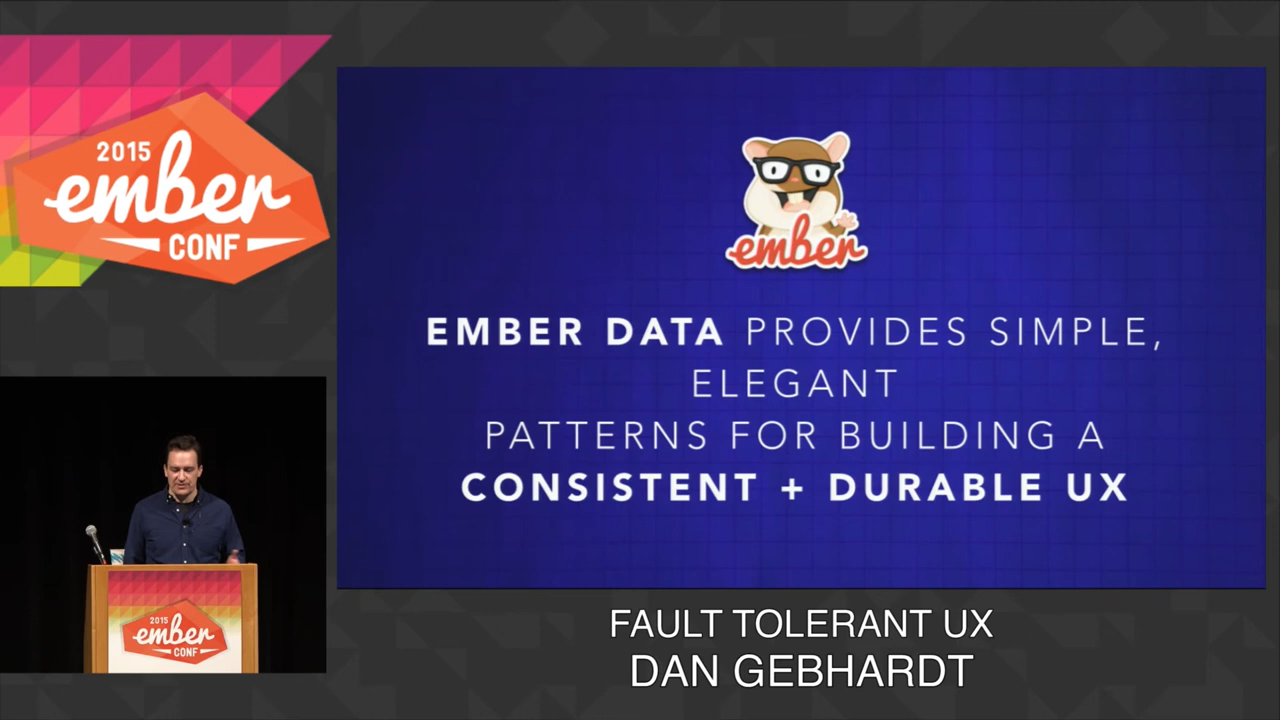 2015
ember
CONF
ember
EMBER DATA PROVIDES SIMPLE,
ELEGANT
PATTERNS FOR BUILDING A
CONSISTENT + DURABLE UX
2015
ember
CONF
FAULT TOLERANT UX
DAN GEBHARDT